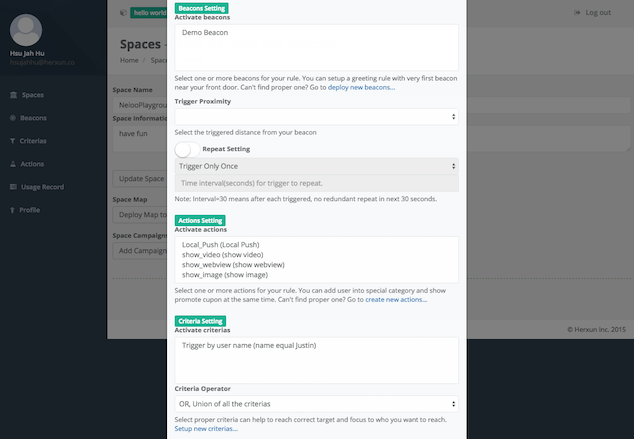 hello world
Log out
Hsu Jah Hu
hsujahhu@herxun.co
Spaces
Beacons
Criterias
Actions
Usage Record
Profile
Spaces -
Home / Space
Space Name
NeiooPlaygroun
Space Informatio
have fun
Update Space
Space Map
Deploy Map to
Space Campaign
Add Campaign
Beacons Setting
Activate beacons
Demo Beacon
Select one or more beacons for your rule. You can setup a greeting rule with very first beacon
near your front door. Can't find proper one? Go to deploy new beacons...
Trigger Proximity
Select the triggered distance from your beacon
Repeat Setting
Trigger Only Once
Time interval(seconds) for trigger to repeat.
Note: Interval=30 means after each triggered, no redundant repeat in next 30 seconds.
Actions Setting
Activate actions
Local_Push (Local Push)
show_video (show video)
show_webview (show webview)
show_image (show image)
Select one or more actions for your rule. You can add user into special category and show
promote cupon at the same time. Can't find proper one? Go to create new actions...
Criteria Setting
Activate criterias
Trigger by user name (name equal Justin)
Criteria Operator
OR, Union of all the criterias
Select proper criteria can help to reach correct target and focus to who you want to reach.
Setup new criterias...
© Herxun Inc. 2015